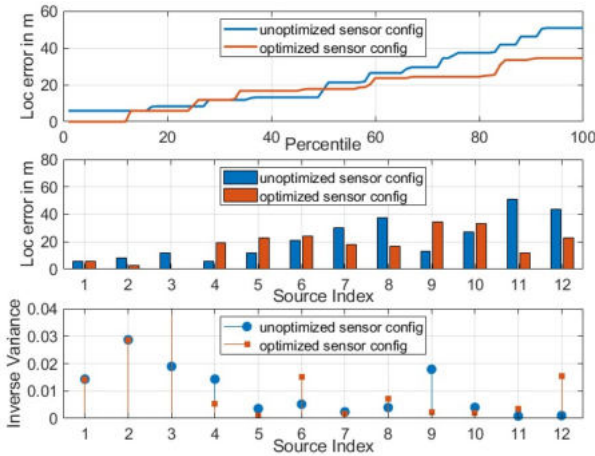 Loc error in m
60
40
20
0
unoptimized sensor config
optimized sensor config
0 20 40 60 80 100
Percentile
Loc error in m
80
60
40
20
0
unoptimized sensor config
optimized sensor config
1 2 3 4 5 6 7 8 9 10 11 12
Source Index
Inverse Variance
0.04
0.03
0.02
0.01
0
unoptimized sensor config
optimized sensor config
1 2 3 4 5 6 7 8 9 10 11 12
Source Index